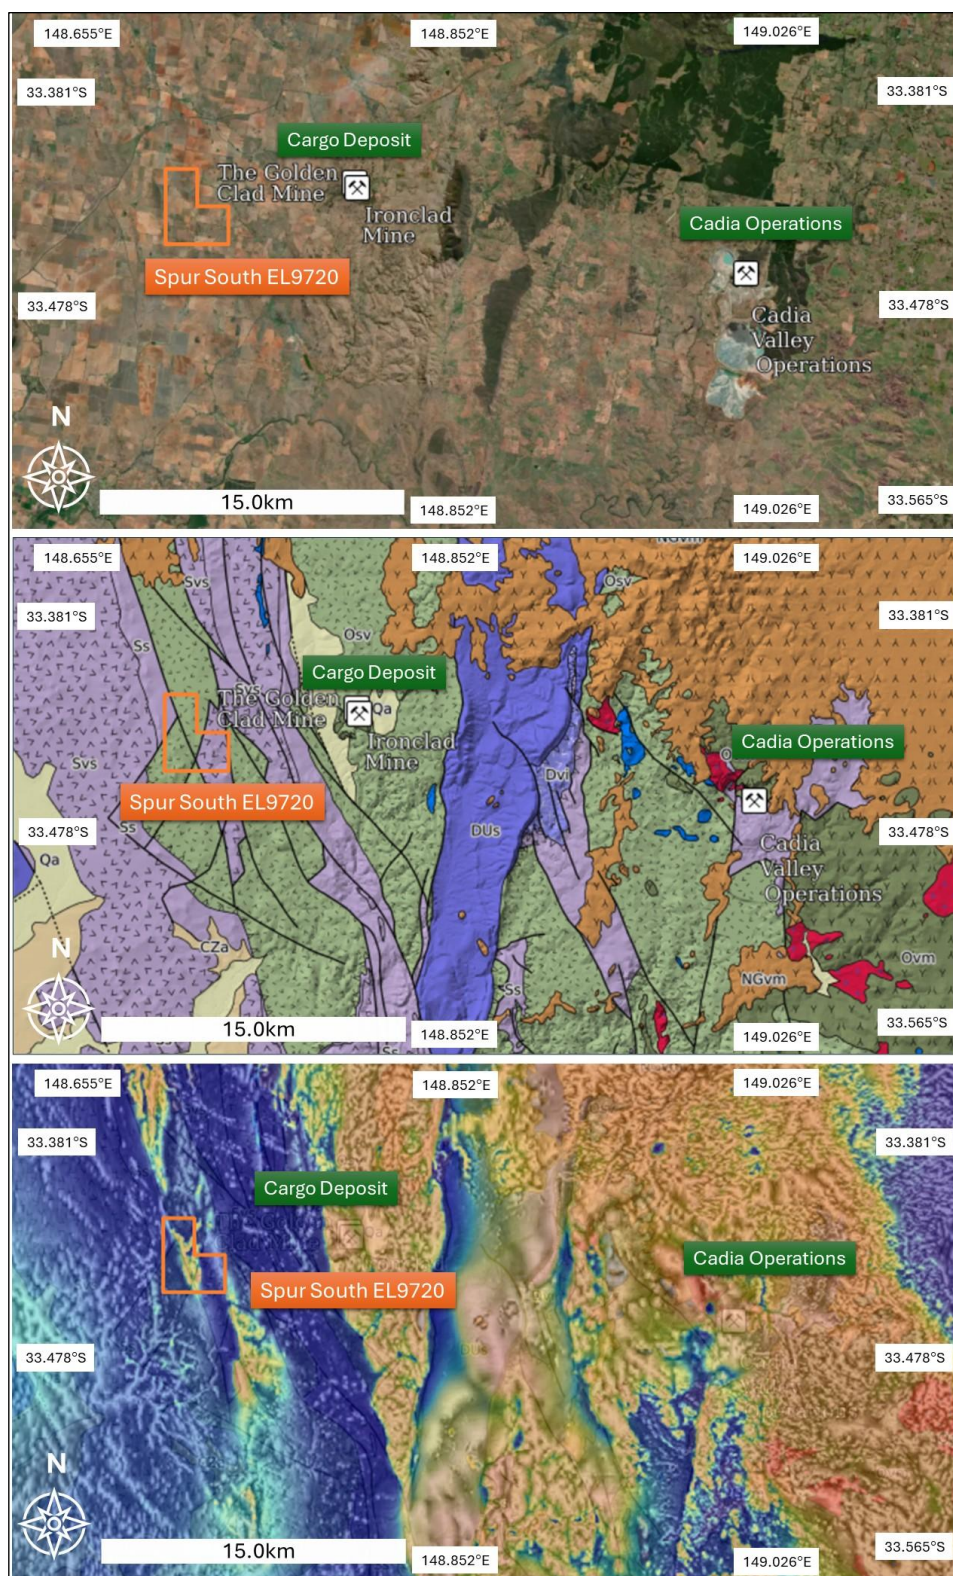 148.655°E
148.852°E
149.026°E
33.381°S
33.381°S
Cargo Deposit
The Golden
Clad Mine
Ironclad
Mine
Cadia Operations
Spur South EL9720
33.478°S
33.478°S
Cadia
Valley
Operations
N
15.0km
148.852°E
149.026°E
33.565°S
148.655°E
148.852°E
149.026°E
NGvm
Svs
Osv
33.381°S
33.381°S
Ss
Osv
Cargo Deposit
Svs
The Golden
Clad Mine
Qa
Ironclad
Mine
Cadia Operations
Svs
Dvi
Spur South EL9720
Ss
DUs
33.478°S
33.478°S
Qa
Cadia
Valley
Operations
N
CZa
Ss
NGvm
Ovm
15.0km
148.852°E
149.026°E
33.565°S
Ss
148.655°E
148.852°E
149.026°E
33.381°S
33.381°S
Cargo Deposit
Cadia Operations
Spur South EL9720
33.478°S
33.478°S
N
15.0km
148.852°E
149.026°E
33.565°S